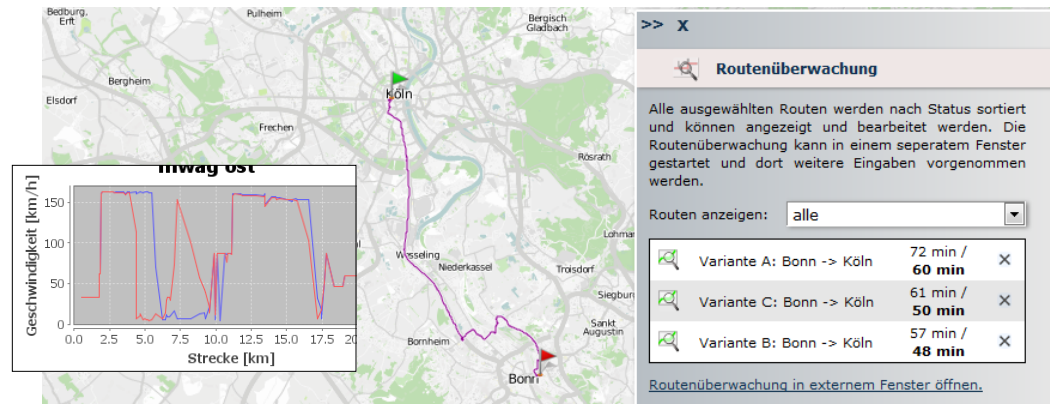 Bedburg,
Erft
Pulheim
Bergisch
Gladbach
Bergheim
Elsdorf
Köln
Frechen
Rösrath
Lohmar
Wesseling
Niederkassel
Troisdorf
Siegburg
Sankt
Augustin
Bornheim
Bonn
ost
Geschwindigkeit [km/h]
150
100
50
0
0.0 2.5 5.0 7.5 10.0 12.5 15.0 17.5 20
Strecke [km]
>> X
Routenüberwachung
Alle ausgewählten Routen werden nach Status sortiert
und können angezeigt und bearbeitet werden. Die
Routenüberwachung kann in einem seperatem Fenster
gestartet und dort weitere Eingaben vorgenommen
werden.
Routen anzeigen: alle
Variante A: Bonn -> Köln 72 min /
60 min ×
Variante C: Bonn -> Köln 61 min /
50 min ×
Variante B: Bonn -> Köln 57 min /
48 min ×
Routenüberwachung in externem Fenster öffnen.